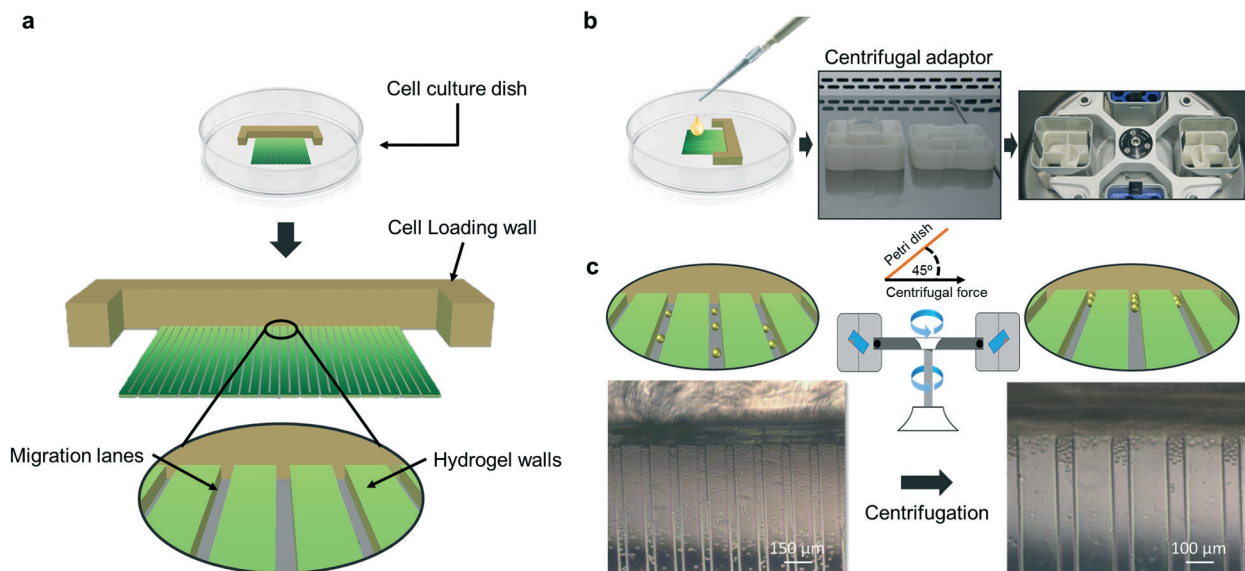 a
Cell culture dish
Cell Loading wall
Migration lanes
Hydrogel walls
b
Centrifugal adaptor
c
Petri dish
45º
Centrifugal force
Centrifugation
150 µm
100 µm